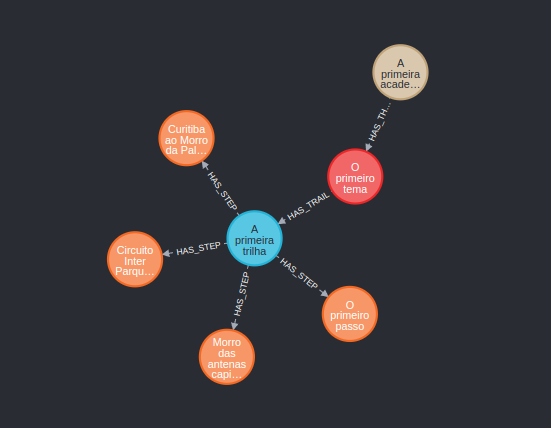 A
primeira
acade…
HAS_TH…
O
primeiro
tema
HAS_TRAIL
Curitiba
ao Morro
da Pal…
HAS_STEP
A
primeira
trilha
Circuito
Inter
Parqu…
HAS_STEP
HAS_STEP
O
primeiro
passo
HAS_STEP
Morro
das
antenas
capi…